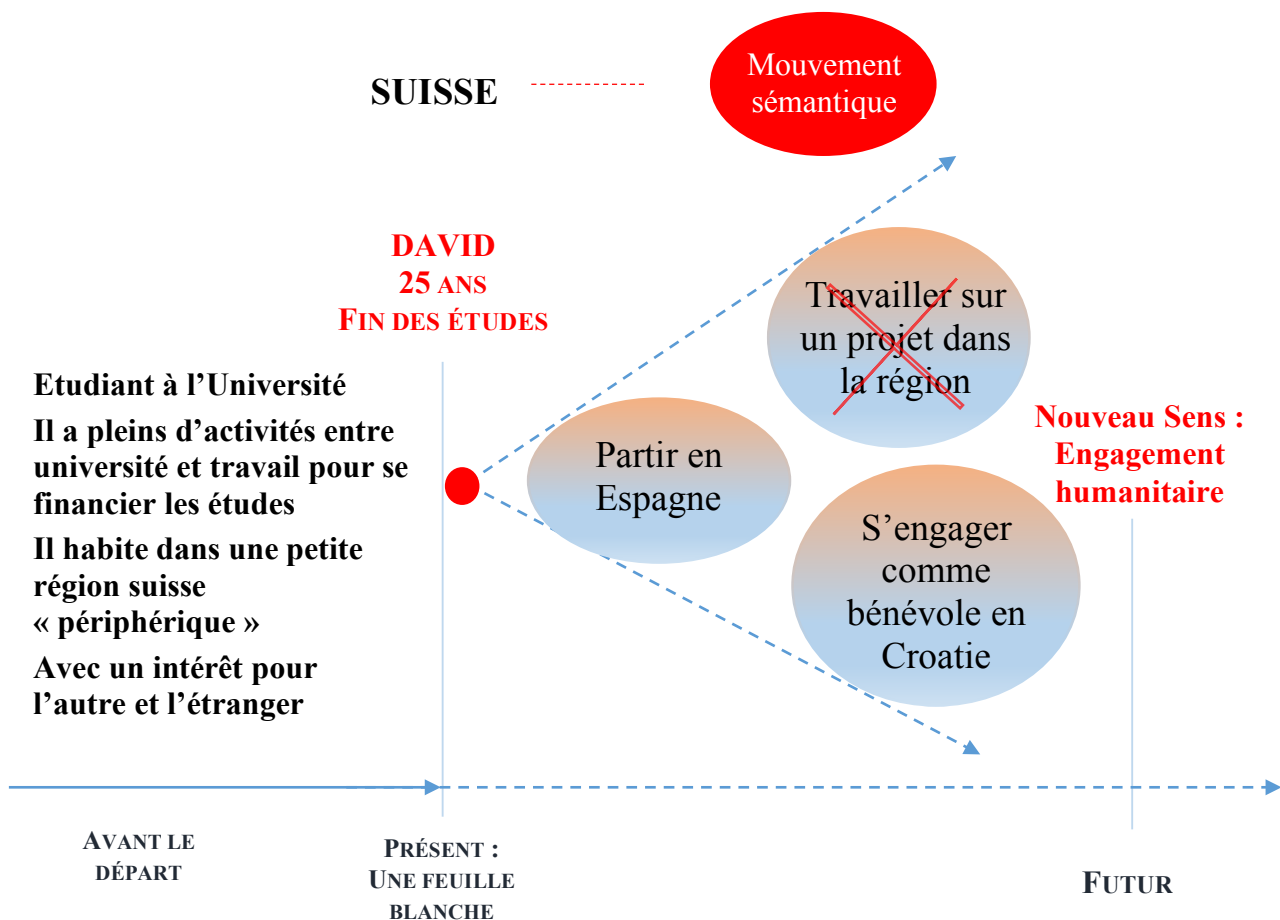 SUISSE
Mouvement
sémantique
DAVID
25 ANS
FIN DES ÉTUDES
Etudiant à l’Université
Il a pleins d’activités entre
université et travail pour se
financer les études
Il habite dans une petite
région suisse
« périphérique »
Avec un intérêt pour
l’autre et l’étranger
Partir en
Espagne
Travailler sur
un projet dans
la région
S’engager
comme
bénévole en
Croatie
Nouveau Sens :
Engagement
humanitaire
AVANT LE
DÉPART
PRÉSENT :
UNE FEUILLE
BLANCHE
FUTUR